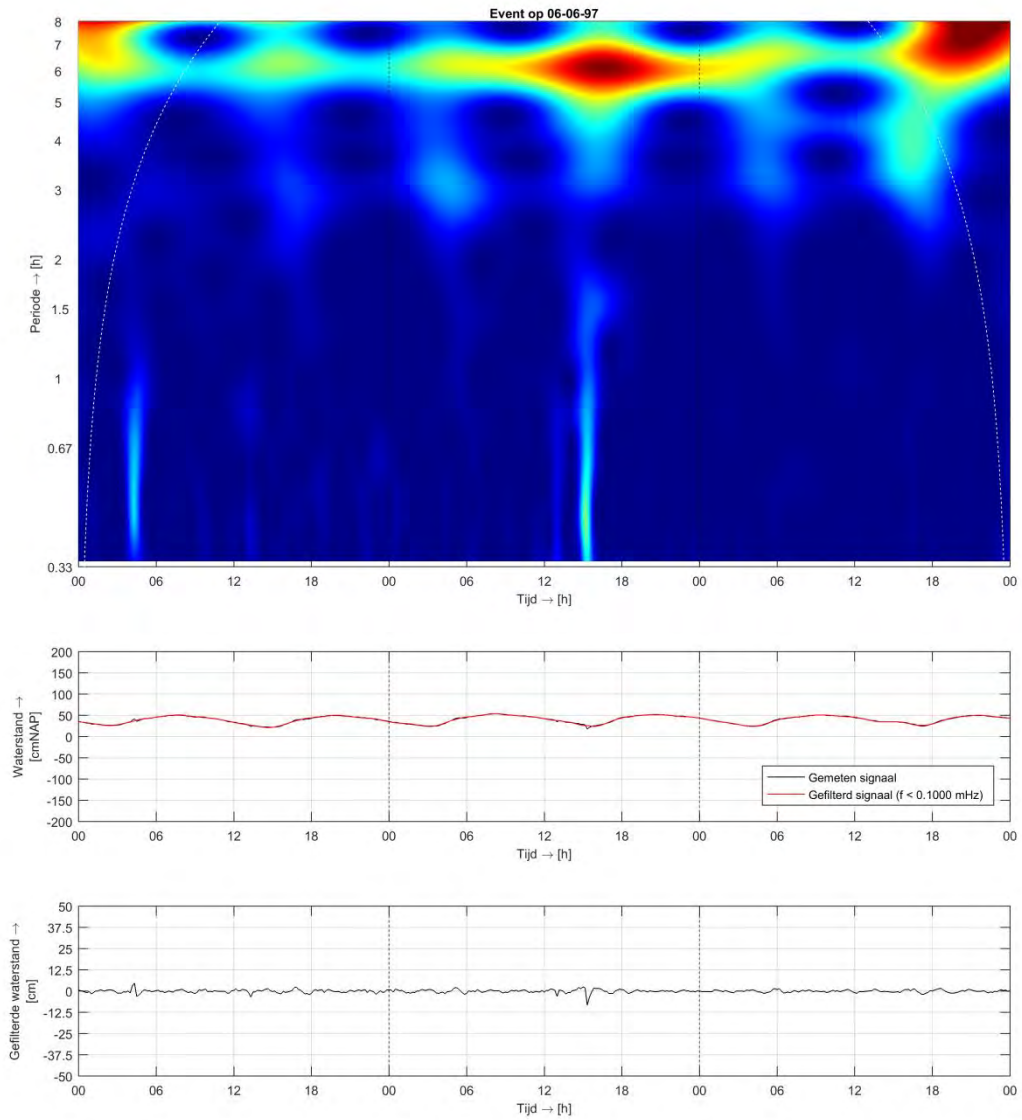 Event op 06-06-97
8
7
6
5
4
3
2
1.5
1
0.67
0.33
Periode → [h]
00 06 12 18 00 06 12 18 00 06 12 18 00
Tijd → [h]
200
150
100
50
0
-50
-100
-150
-200
Waterstand →
[cmNAP]
Gemeten signaal
Gefilterd signaal (f < 0.1000 mHz)
00 06 12 18 00 06 12 18 00 06 12 18 00
Tijd → [h]
50
37.5
25
12.5
0
-12.5
-25
-37.5
-50
Gefilterde waterstand →
[cm]
00 06 12 18 00 06 12 18 00 06 12 18 00
Tijd → [h]